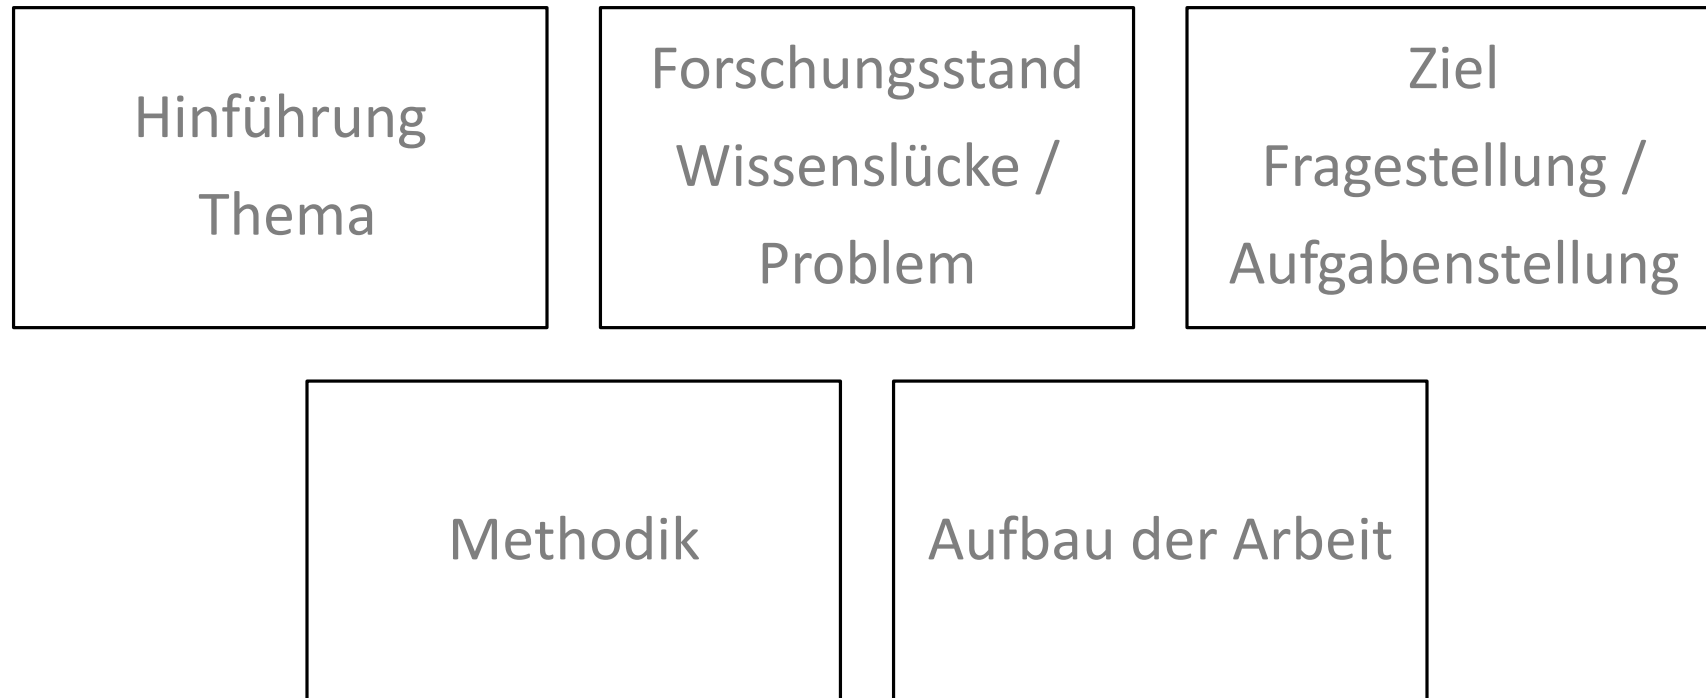 Hinführung
Thema
Forschungsstand
Wissenslücke /
Problem
Ziel
Fragestellung /
Aufgabenstellung
Methodik
Aufbau der Arbeit